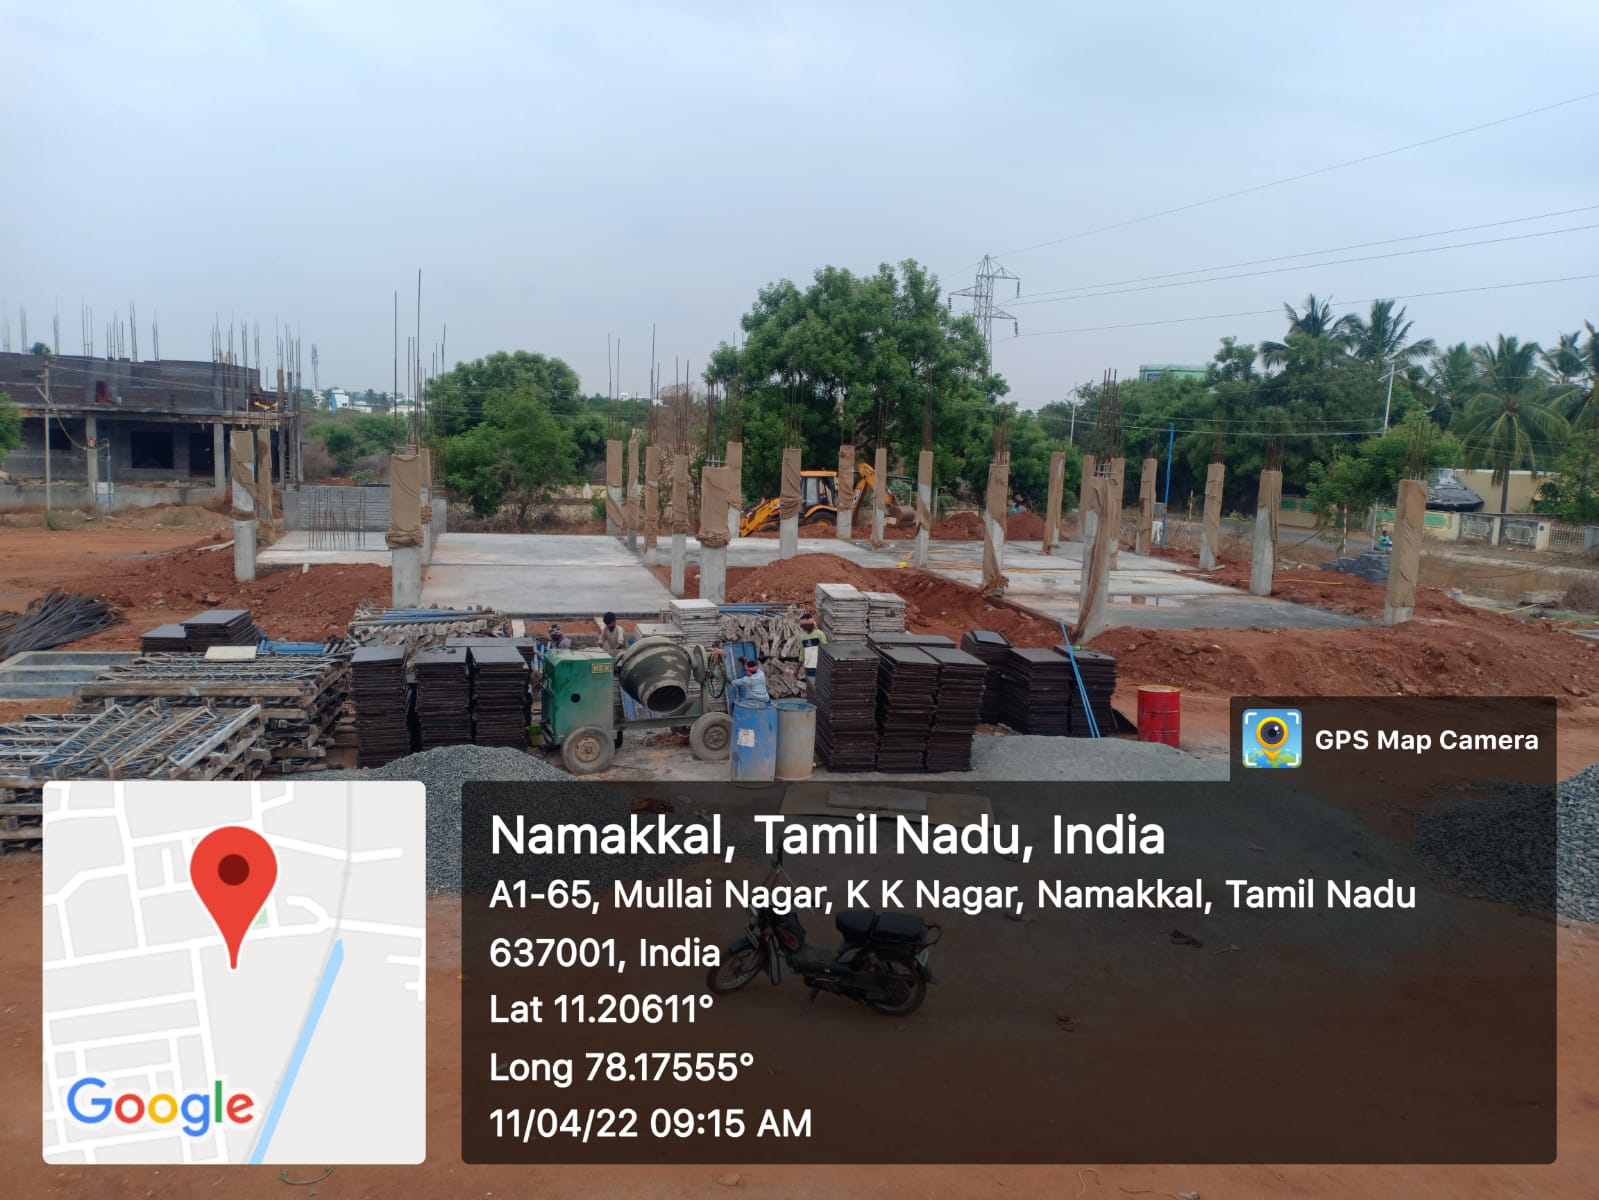 GPS Map Camera
Namakkal, Tamil Nadu, India
A1-65, Mullai Nagar, K K Nagar, Namakkal, Tamil Nadu
637001, India
Lat 11.20611°
Long 78.17555°
11/04/22 09:15 AM
Google